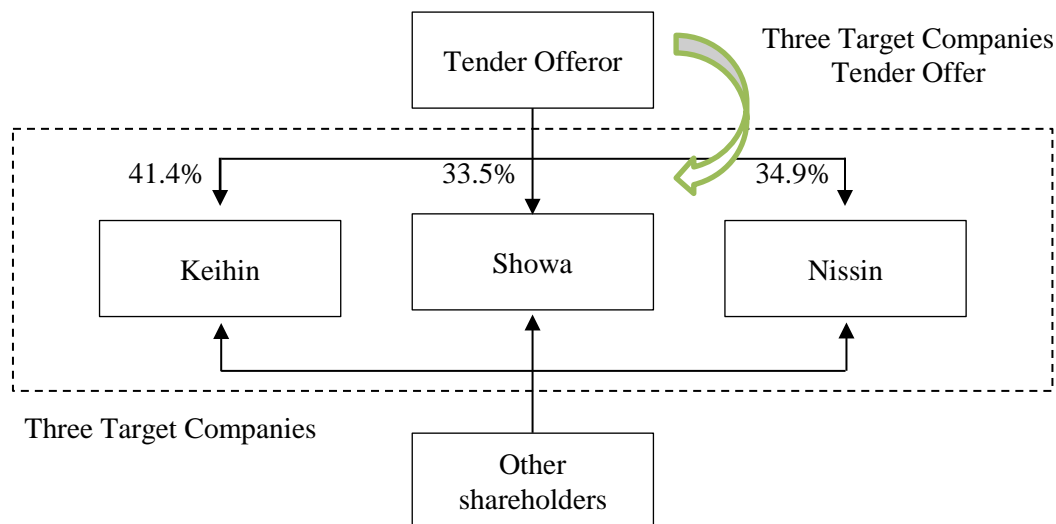 Tender Offeror
Three Target Companies
Tender Offer
41.4%
33.5%
34.9%
Keihin
Showa
Nissin
Three Target Companies
Other
shareholders